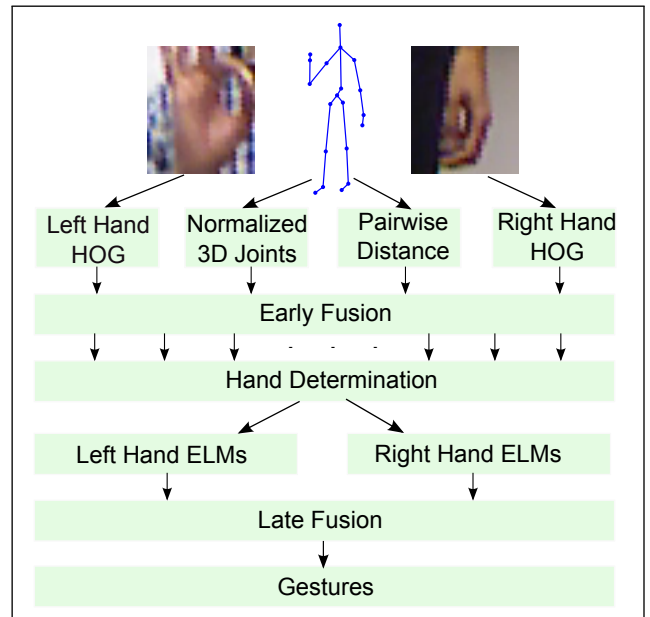 Left Hand
HOG
Normalized
3D Joints
Pairwise
Distance
Right Hand
HOG
Early Fusion
Hand Determination
Left Hand ELMs
Right Hand ELMs
Late Fusion
Gestures